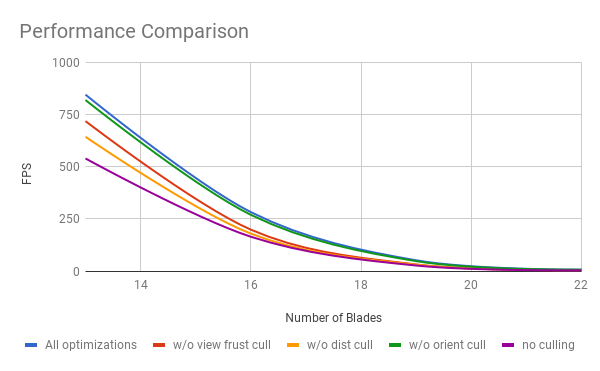 Performance Comparison
1000
750
500
250
0
FPS
14 16 18 20 22
Number of Blades
All optimizations w/o view frust cull w/o dist cull w/o orient cull no culling